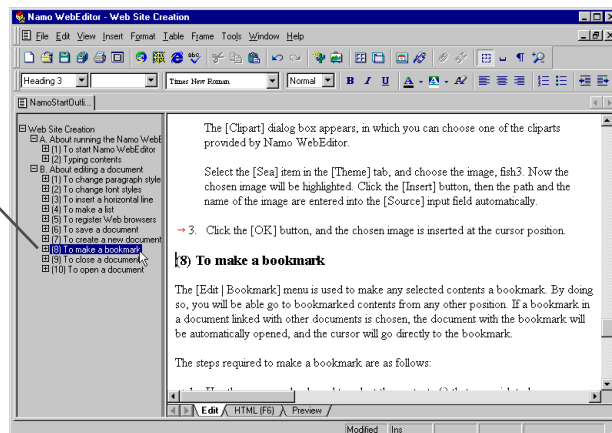 Namo WebEditor - Web Site Creation
File Edit View Insert Format Table Frame Tools Window Help
Heading 3 Times New Roman Normal B I U
NamoStartOutli...
Web Site Creation
A. About running the Namo WebE
(1) To start Namo WebEditor
(2) Typing contents
B. About editing a document
(1) To change paragraph style
(2) To change font styles
(3) To insert a horizontal line
(4) To make a list
(5) To register Web browsers
(6) To save a document
(7) To create a new document
(8) To make a bookmark
(9) To close a document
(10) To open a document
The [Clipart] dialog box appears, in which you can choose one of the cliparts
provided by Namo WebEditor.
Select the [Sea] item in the [Theme] tab, and choose the image, fish3. Now the
chosen image will be highlighted. Click the [Insert] button, then the path and the
name of the image are entered into the [Source] input field automatically.
→ 3. Click the [OK] button, and the chosen image is inserted at the cursor position.
(8) To make a bookmark
The [Edit | Bookmark] menu is used to make any selected contents a bookmark. By doing
so, you will be able go to bookmarked contents from any other position. If a bookmark in
a document linked with other documents is chosen, the document with the bookmark will
be automatically opened, and the cursor will go directly to the bookmark.
The steps required to make a bookmark are as follows:
Edit HTML (F6) Preview
Modified Ins